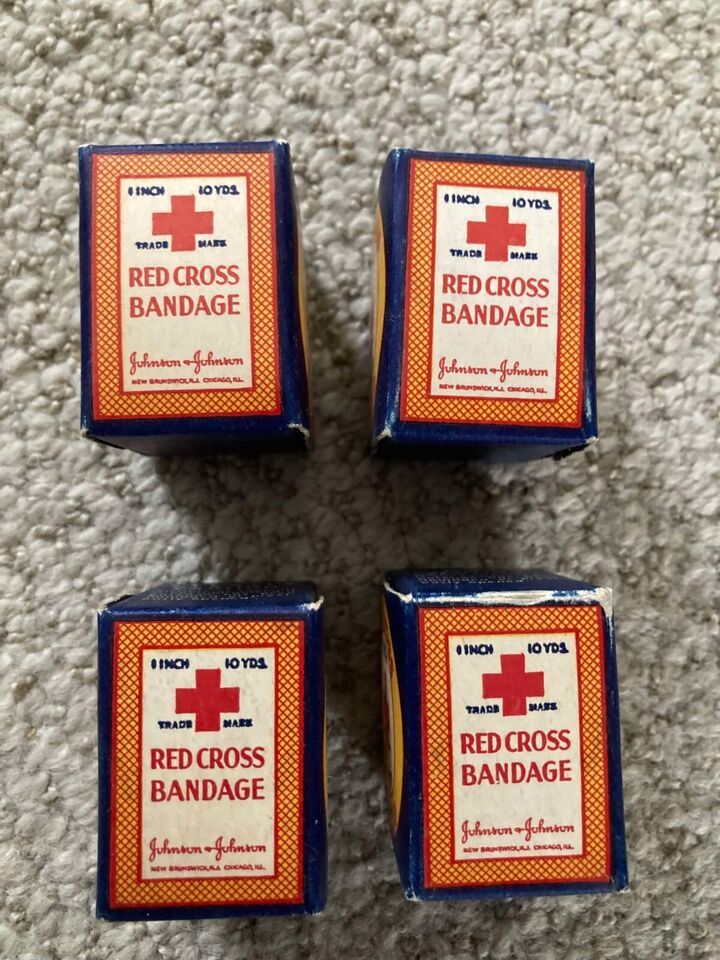 1 INCH 10 YDS.
TRADE MARK
RED CROSS
BANDAGE
Johnson & Johnson
NEW BRUNSWICK, N.J. CHICAGO, ILL.
1 INCH 10 YDS.
TRADE MARK
RED CROSS
BANDAGE
Johnson & Johnson
NEW BRUNSWICK, N.J. CHICAGO, ILL.
1 INCH 10 YDS.
TRADE MARK
RED CROSS
BANDAGE
Johnson & Johnson
NEW BRUNSWICK, N.J. CHICAGO, ILL.
1 INCH 10 YDS.
TRADE MARK
RED CROSS
BANDAGE
Johnson & Johnson
NEW BRUNSWICK, N.J. CHICAGO, ILL.